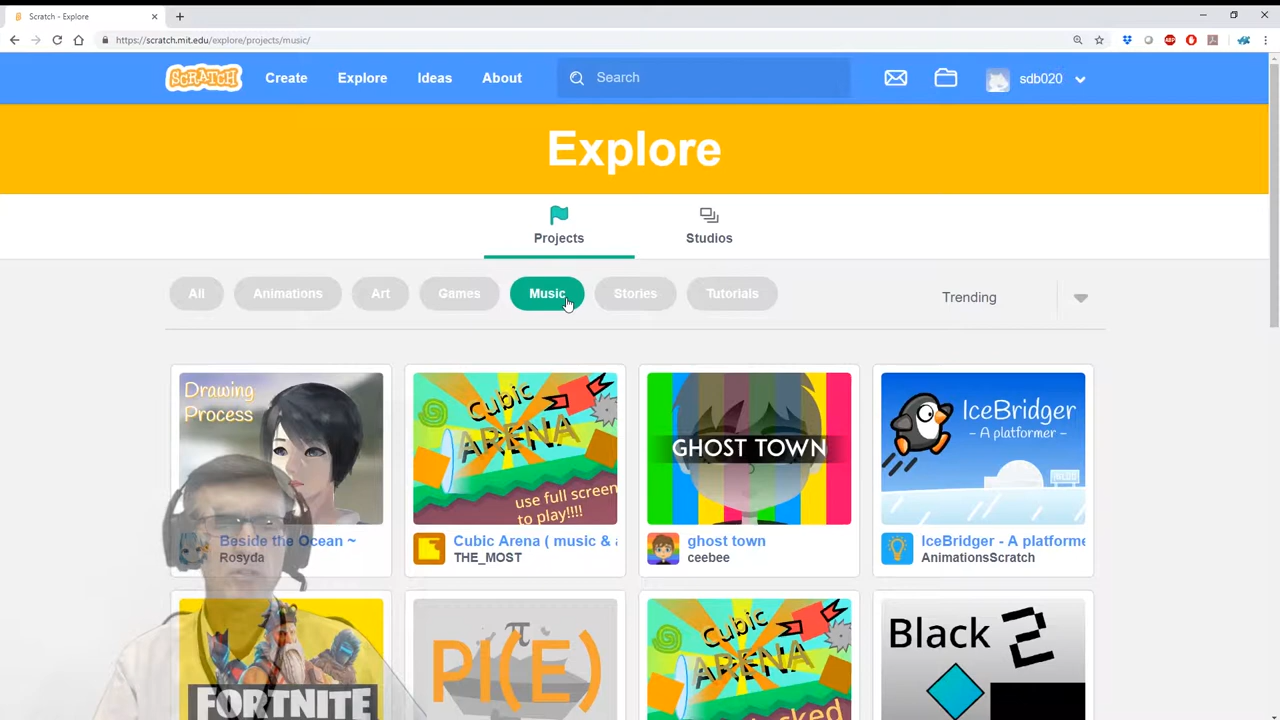 Scratch - Explore
https://scratch.mit.edu/explore/projects/music/
SCRATCH Create Explore Ideas About Search sdb020
Explore
Projects Studios
All Animations Art Games Music Stories Tutorials Trending
Drawing
Process
Cubic
ARENA
use full screen
to play!!!!
GHOST TOWN
IceBridger
- A platformer -
Beside the Ocean ~
Rosyda
Cubic Arena ( music &
THE_MOST
ghost town
ceebee
IceBridger - A platforme
AnimationsScratch
FORTNITE
π
PI(E)
Cubic
ARENA
Black 2